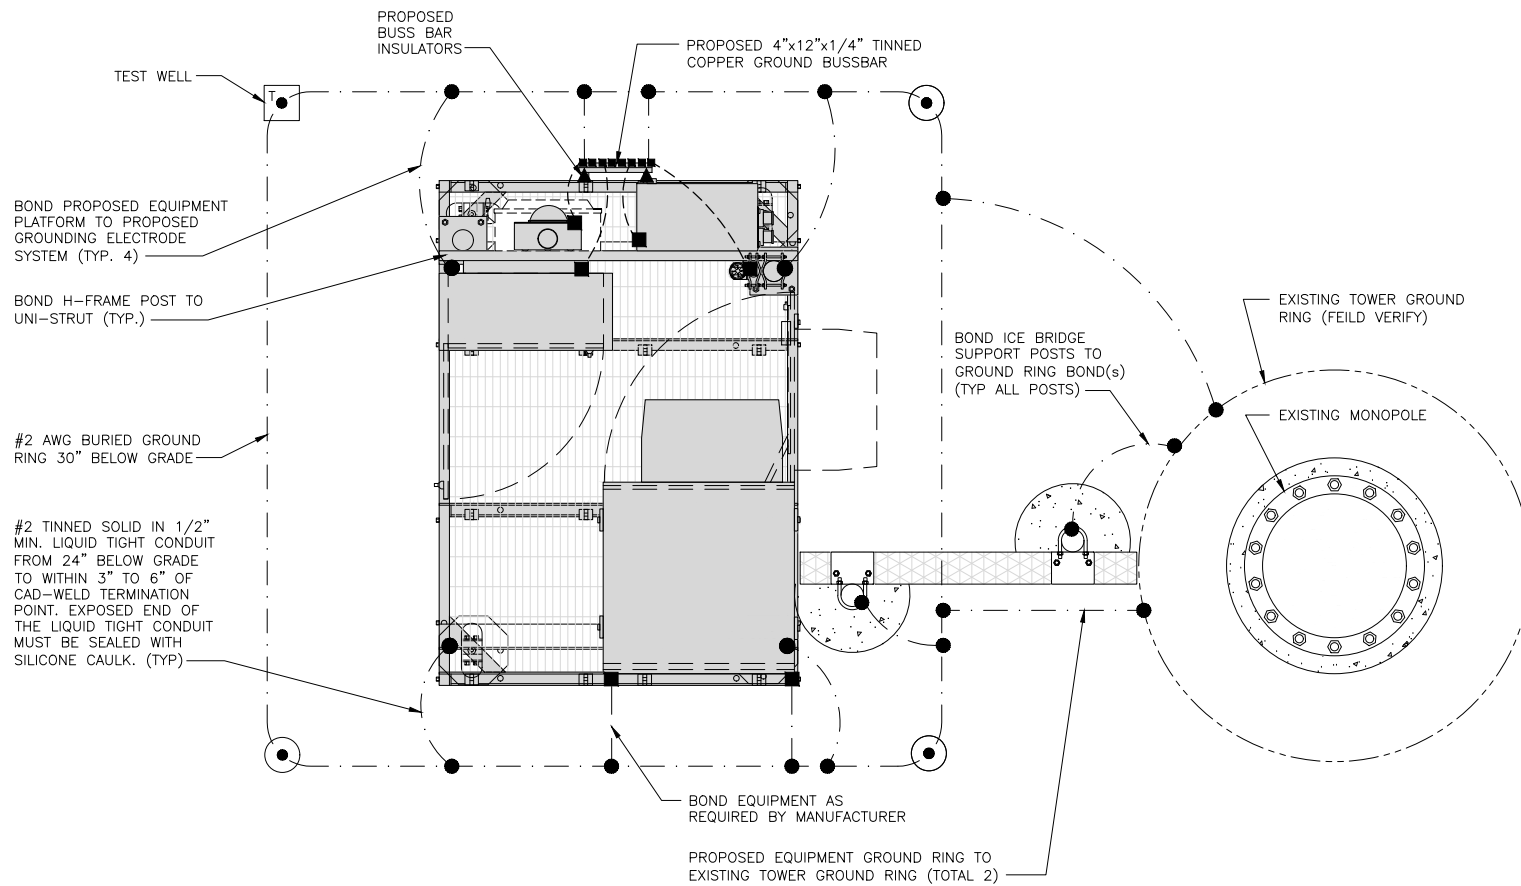 PROPOSED
BUSS BAR
INSULATORS
PROPOSED 4"x12"x1/4" TINNED
COPPER GROUND BUSSBAR
TEST WELL
T
BOND PROPOSED EQUIPMENT
PLATFORM TO PROPOSED
GROUNDING ELECTRODE
SYSTEM (TYP. 4)
BOND H-FRAME POST TO
UNI-STRUT (TYP.)
EXISTING TOWER GROUND
RING (FEILD VERIFY)
BOND ICE BRIDGE
SUPPORT POSTS TO
GROUND RING BOND(s)
(TYP ALL POSTS)
EXISTING MONOPOLE
#2 AWG BURIED GROUND
RING 30" BELOW GRADE
#2 TINNED SOLID IN 1/2"
MIN. LIQUID TIGHT CONDUIT
FROM 24" BELOW GRADE
TO WITHIN 3" TO 6" OF
CAD-WELD TERMINATION
POINT. EXPOSED END OF
THE LIQUID TIGHT CONDUIT
MUST BE SEALED WITH
SILICONE CAULK. (TYP)
BOND EQUIPMENT AS
REQUIRED BY MANUFACTURER
PROPOSED EQUIPMENT GROUND RING TO
EXISTING TOWER GROUND RING (TOTAL 2)